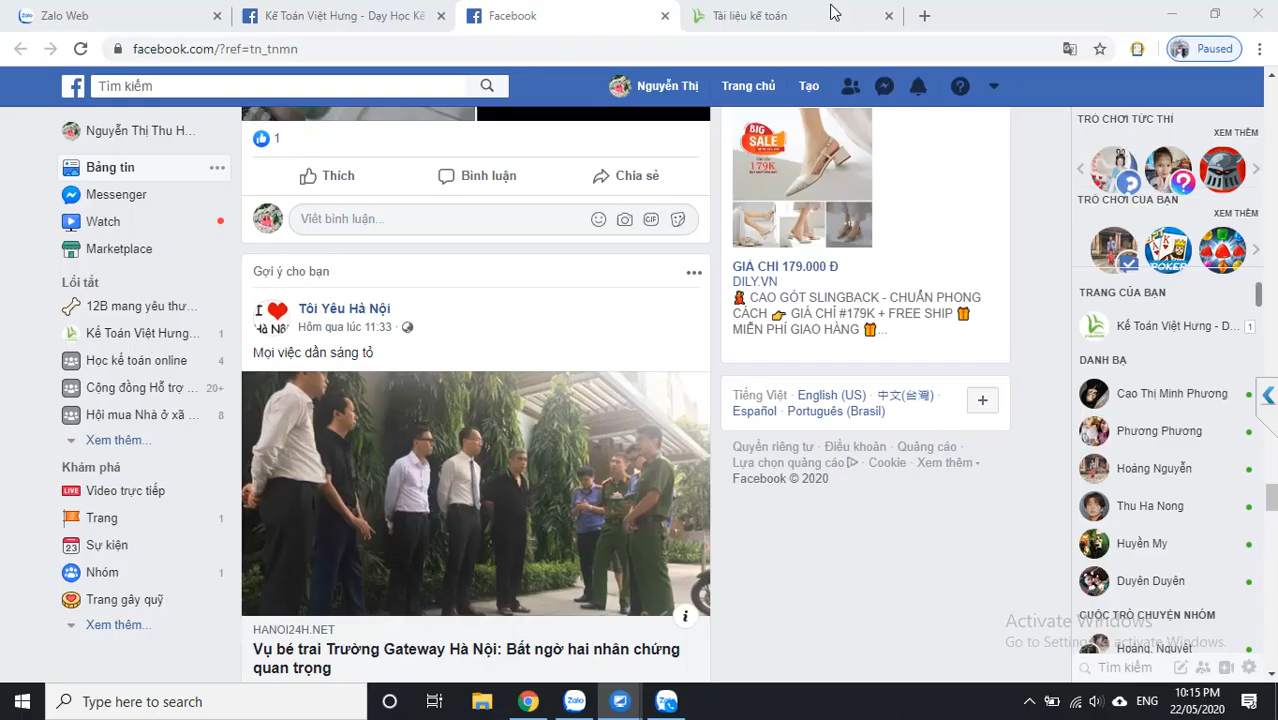 Zalo Web
Kế Toán Việt Hưng - Dạy Học Kế
Facebook
Tài liệu kế toán
facebook.com/?ref=tn_tnmn
Paused
Tìm kiếm
Nguyễn Thị
Trang chủ
Tạo
Nguyễn Thị Thu H...
Bảng tin
Messenger
Watch
Marketplace
Lối tắt
12B mang yêu thư...
Kế Toán Việt Hưng... 1
Học kế toán online 4
Cộng đồng Hỗ trợ ... 20+
Hội mua Nhà ở xã ... 8
Xem thêm...
Khám phá
LIVE Video trực tiếp
Trang 1
23 Sự kiện
Nhóm 1
Trang gây quỹ
Xem thêm...
1
Thích
Bình luận
Chia sẻ
Viết bình luận...
GIF
Gợi ý cho bạn
I ❤ Hà Nội
Tôi Yêu Hà Nội
Hôm qua lúc 11:33
Mọi việc dần sáng tỏ
HANOI24H.NET
Vụ bé trai Trường Gateway Hà Nội: Bất ngờ hai nhân chứng
quan trọng
BIG
SALE
179K
+12
GIÁ CHỈ 179.000 Đ
DILY.VN
CAO GÓT SLINGBACK - CHUẨN PHONG
CÁCH 👉 GIÁ CHỈ #179K + FREE SHIP 🎁
MIỄN PHÍ GIAO HÀNG 🎁...
Tiếng Việt · English (US) · 中文(台灣) ·
Español · Português (Brasil)
Quyền riêng tư · Điều khoản · Quảng cáo ·
Lựa chọn quảng cáo · Cookie · Xem thêm
Facebook © 2020
TRÒ CHƠI TỨC THÌ
XEM THÊM
TRÒ CHƠI CỦA BẠN
XEM THÊM
POKER
TRANG CỦA BẠN
Kế Toán Việt Hưng - D... 1
DANH BẠ
Cao Thị Minh Phương
Phương Phương
Hoàng Nguyễn
Thu Ha Nong
Huyền My
Duyên Duyên
CUỘC TRÒ CHUYỆN NHÓM
Hoàng, Nguyệt
Tìm kiếm
Activate Windows
Go to Settings to activate Windows.
Type here to search
Zalo
ENG
10:15 PM
22/05/2020